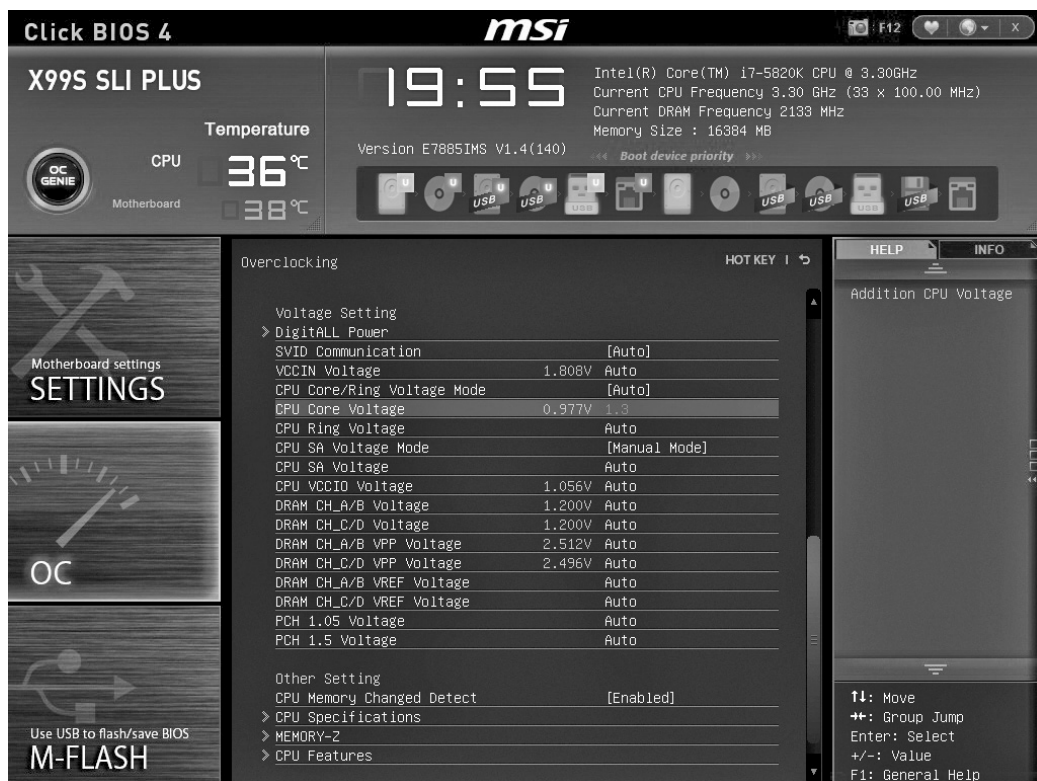 Click BIOS 4
msi
F12
X
X99S SLI PLUS
19:55
Intel(R) Core(TM) i7-5820K CPU @ 3.30GHz
Current CPU Frequency 3.30 GHz (33 x 100.00 MHz)
Current DRAM Frequency 2133 MHz
Memory Size : 16384 MB
Temperature
Version E7885IMS V1.4(140)
Boot device priority
OC GENIE
CPU 36°C
Motherboard 38°C
U U USB U USB U USB U U USB USB USB USB
Motherboard settings
SETTINGS
OC
Use USB to flash/save BIOS
M-FLASH
Overclocking
HOT KEY
Voltage Setting
> DigitALL Power
SVID Communication [Auto]
VCCIN Voltage 1.808V Auto
CPU Core/Ring Voltage Mode [Auto]
CPU Core Voltage 0.977V 1.3
CPU Ring Voltage Auto
CPU SA Voltage Mode [Manual Mode]
CPU SA Voltage Auto
CPU VCCIO Voltage 1.056V Auto
DRAM CH_A/B Voltage 1.200V Auto
DRAM CH_C/D Voltage 1.200V Auto
DRAM CH_A/B VPP Voltage 2.512V Auto
DRAM CH_C/D VPP Voltage 2.496V Auto
DRAM CH_A/B VREF Voltage Auto
DRAM CH_C/D VREF Voltage Auto
PCH 1.05 Voltage Auto
PCH 1.5 Voltage Auto
Other Setting
CPU Memory Changed Detect [Enabled]
> CPU Specifications
> MEMORY-Z
> CPU Features
HELP
INFO
Addition CPU Voltage
↑↓: Move
→←: Group Jump
Enter: Select
+/-: Value
F1: General Help